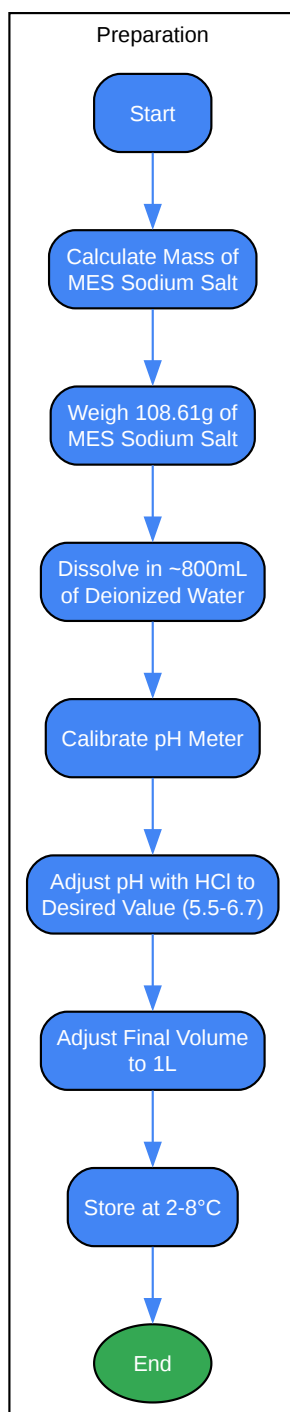 Preparation
Start
Calculate Mass of
MES Sodium Salt
Weigh 108.61g of
MES Sodium Salt
Dissolve in ~800mL
of Deionized Water
Calibrate pH Meter
Adjust pH with HCl to
Desired Value (5.5-6.7)
Adjust Final Volume
to 1L
Store at 2-8°C
End